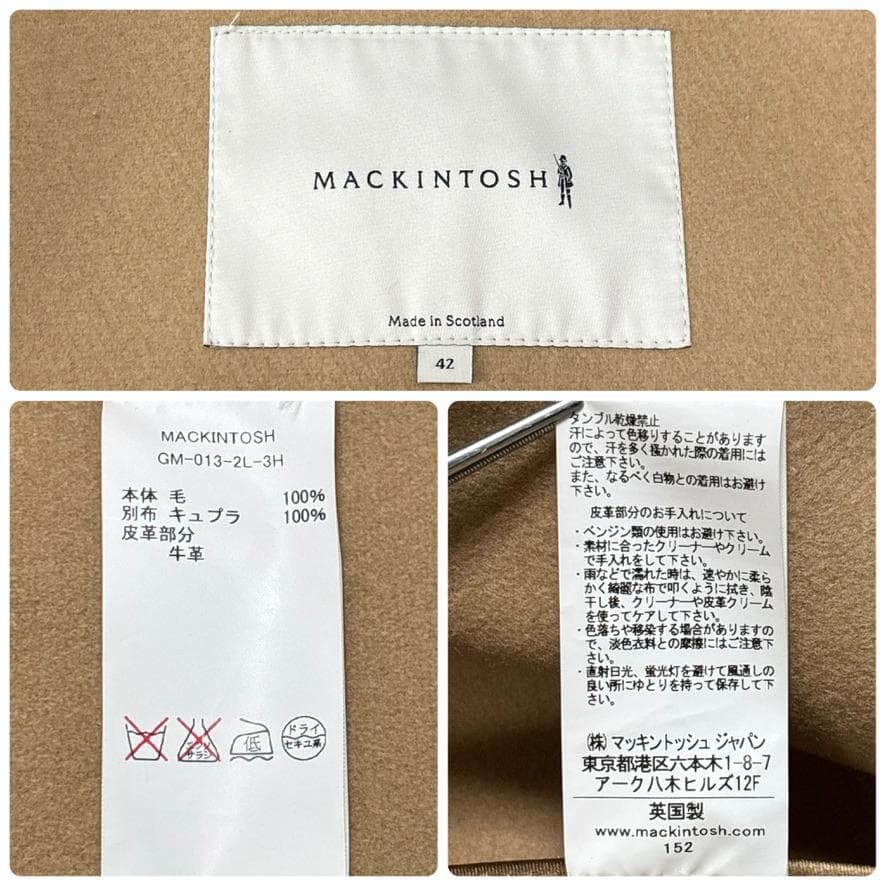 MACKINTOSH
Made in Scotland
42
MACKINTOSH
GM-013-2L-3H
本体 毛 100%
別布 キュプラ 100%
皮革部分
牛革
エンソ
サラシ
低
ドライ
セキユ系
タンブル乾燥禁止
汗によって色移りすることがあります
ので、汗を多く掻かれた際の着用には
ご注意下さい。
また、なるべく白物との着用はお避け
下さい。
皮革部分のお手入れについて
・ベンジン類の使用はお避け下さい。
・素材に合ったクリーナーやクリーム
で手入れをして下さい。
・雨などで濡れた時は、速やかに柔ら
かく綺麗な布で叩くように拭き、陰
干し後、クリーナーや皮革クリーム
を使ってケアして下さい。
・色落ちや移染する場合がありますの
で、淡色衣料との摩擦にはご注意下
さい。
・直射日光、蛍光灯を避けて風通しの
良い所にゆとりを持って保存して下
さい。
(株) マッキントッシュ ジャパン
東京都港区六本木1-8-7
アーク八木ヒルズ12F
英国製
www.mackintosh.com
152